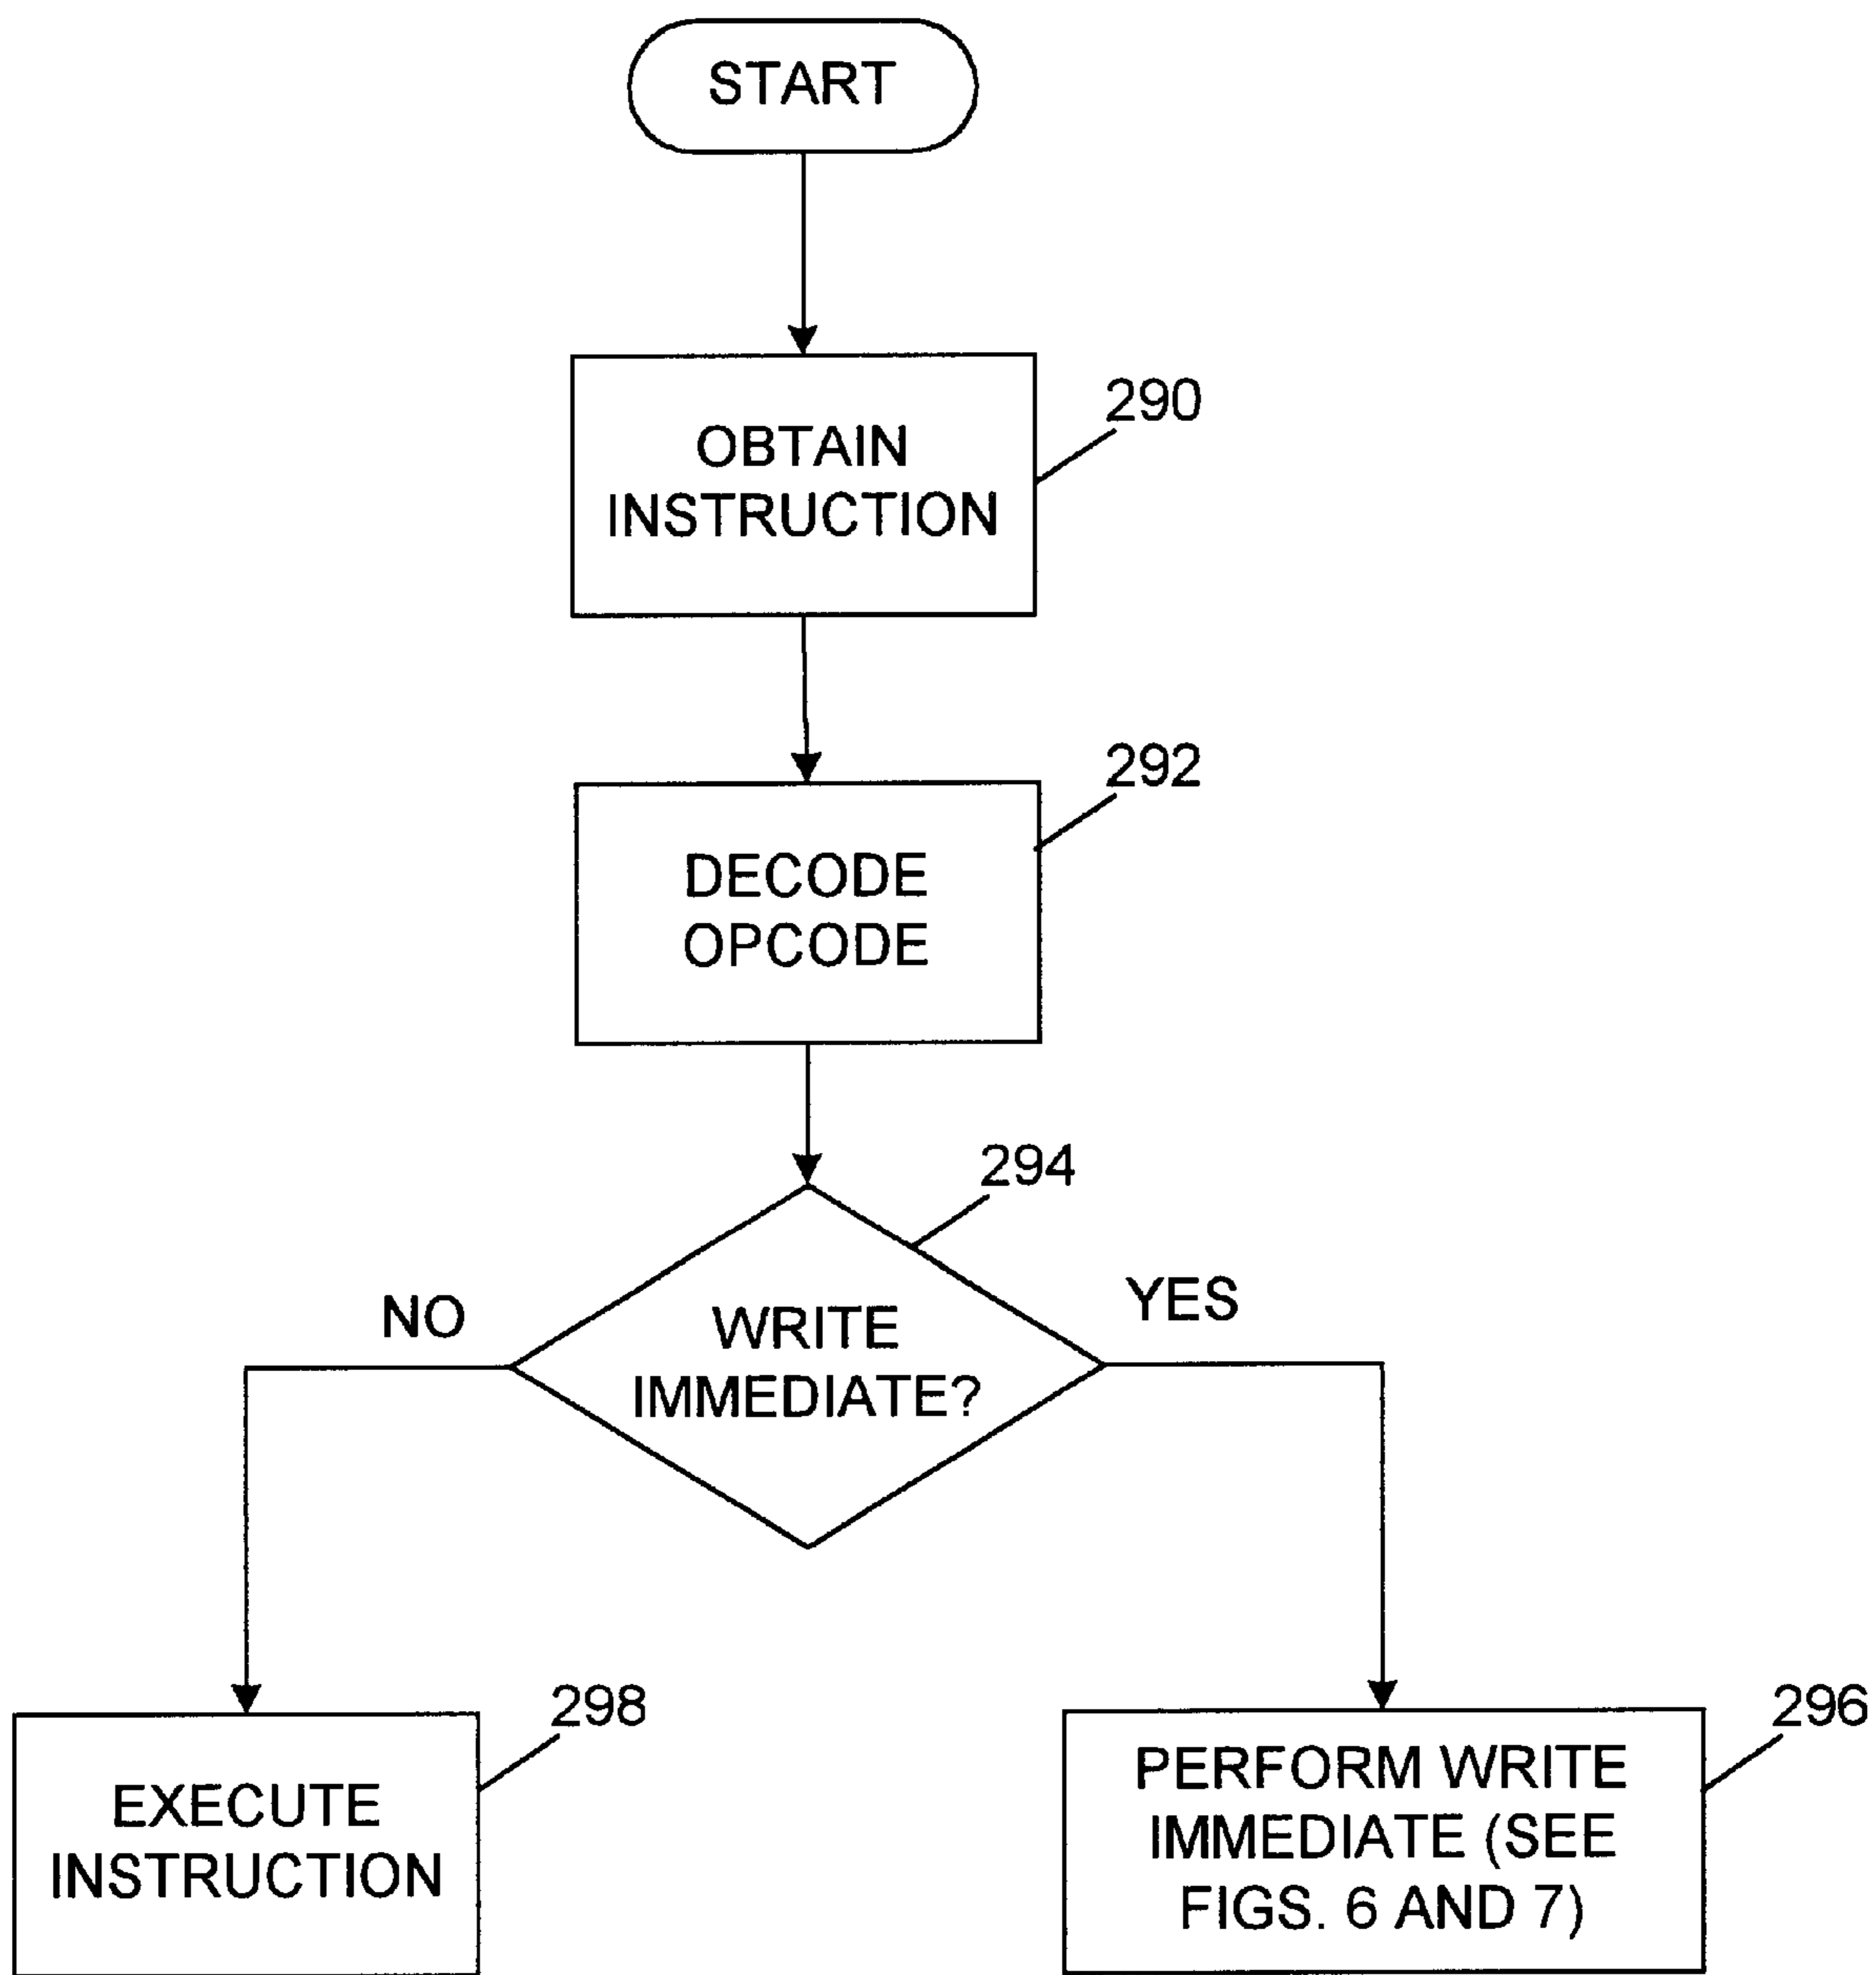 START
290
OBTAIN
INSTRUCTION
292
DECODE
OPCODE
294
NO
YES
WRITE
IMMEDIATE?
298
EXECUTE
INSTRUCTION
296
PERFORM WRITE
IMMEDIATE (SEE
FIGS. 6 AND 7)